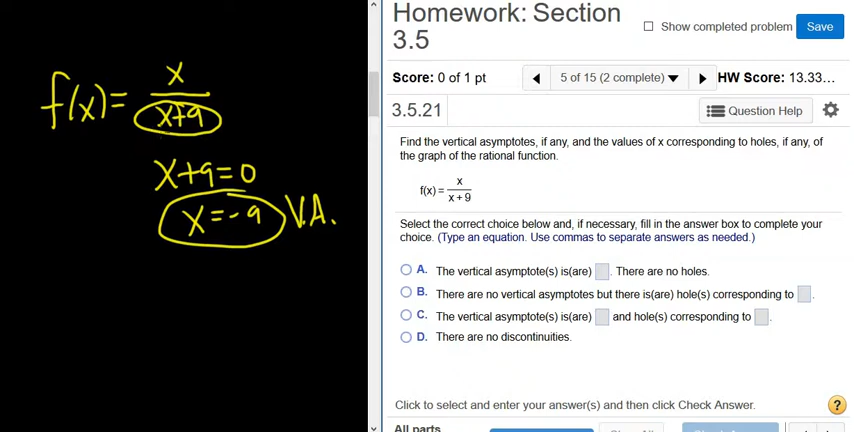 f(x) = x / (x+9)
x+9=0
x=-9 V.A.
Homework: Section 3.5
Show completed problem
Save
Score: 0 of 1 pt
5 of 15 (2 complete)
HW Score: 13.33…
3.5.21
Question Help
Find the vertical asymptotes, if any, and the values of x corresponding to holes, if any, of
the graph of the rational function.
f(x) = x / (x + 9)
Select the correct choice below and, if necessary, fill in the answer box to complete your
choice. (Type an equation. Use commas to separate answers as needed.)
A. The vertical asymptote(s) is(are) . There are no holes.
B. There are no vertical asymptotes but there is(are) hole(s) corresponding to .
C. The vertical asymptote(s) is(are) and hole(s) corresponding to .
D. There are no discontinuities.
Click to select and enter your answer(s) and then click Check Answer.
?
All parts